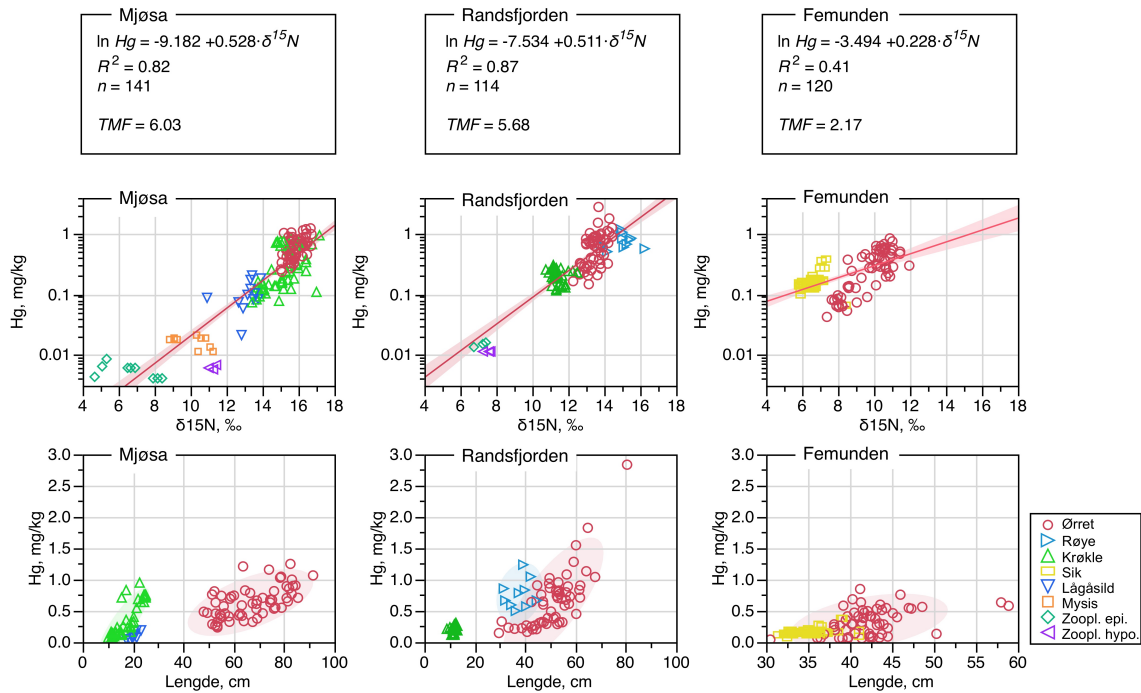 Mjøsa
ln Hg = -9.182 +0.528·δ15N
R2 = 0.82
n = 141
TMF = 6.03
Randsfjorden
ln Hg = -7.534 +0.511·δ15N
R2 = 0.87
n = 114
TMF = 5.68
Femunden
ln Hg = -3.494 +0.228·δ15N
R2 = 0.41
n = 120
TMF = 2.17
Mjøsa
Hg, mg/kg
1
0.1
0.01
4 6 8 10 12 14 16 18
δ15N, ‰
Randsfjorden
Hg, mg/kg
1
0.1
0.01
4 6 8 10 12 14 16 18
δ15N, ‰
Femunden
Hg, mg/kg
1
0.1
0.01
4 6 8 10 12 14 16 18
δ15N, ‰
Mjøsa
Hg, mg/kg
3.0
2.5
2.0
1.5
1.0
0.5
0.0
0 20 40 60 80 100
Lengde, cm
Randsfjorden
Hg, mg/kg
3.0
2.5
2.0
1.5
1.0
0.5
0.0
0 20 40 60 80 100
Lengde, cm
Femunden
Hg, mg/kg
3.0
2.5
2.0
1.5
1.0
0.5
0.0
30 35 40 45 50 55 60
Lengde, cm
Ørret
Røye
Krøkle
Sik
Lågåsild
Mysis
Zoopl. epi.
Zoopl. hypo.